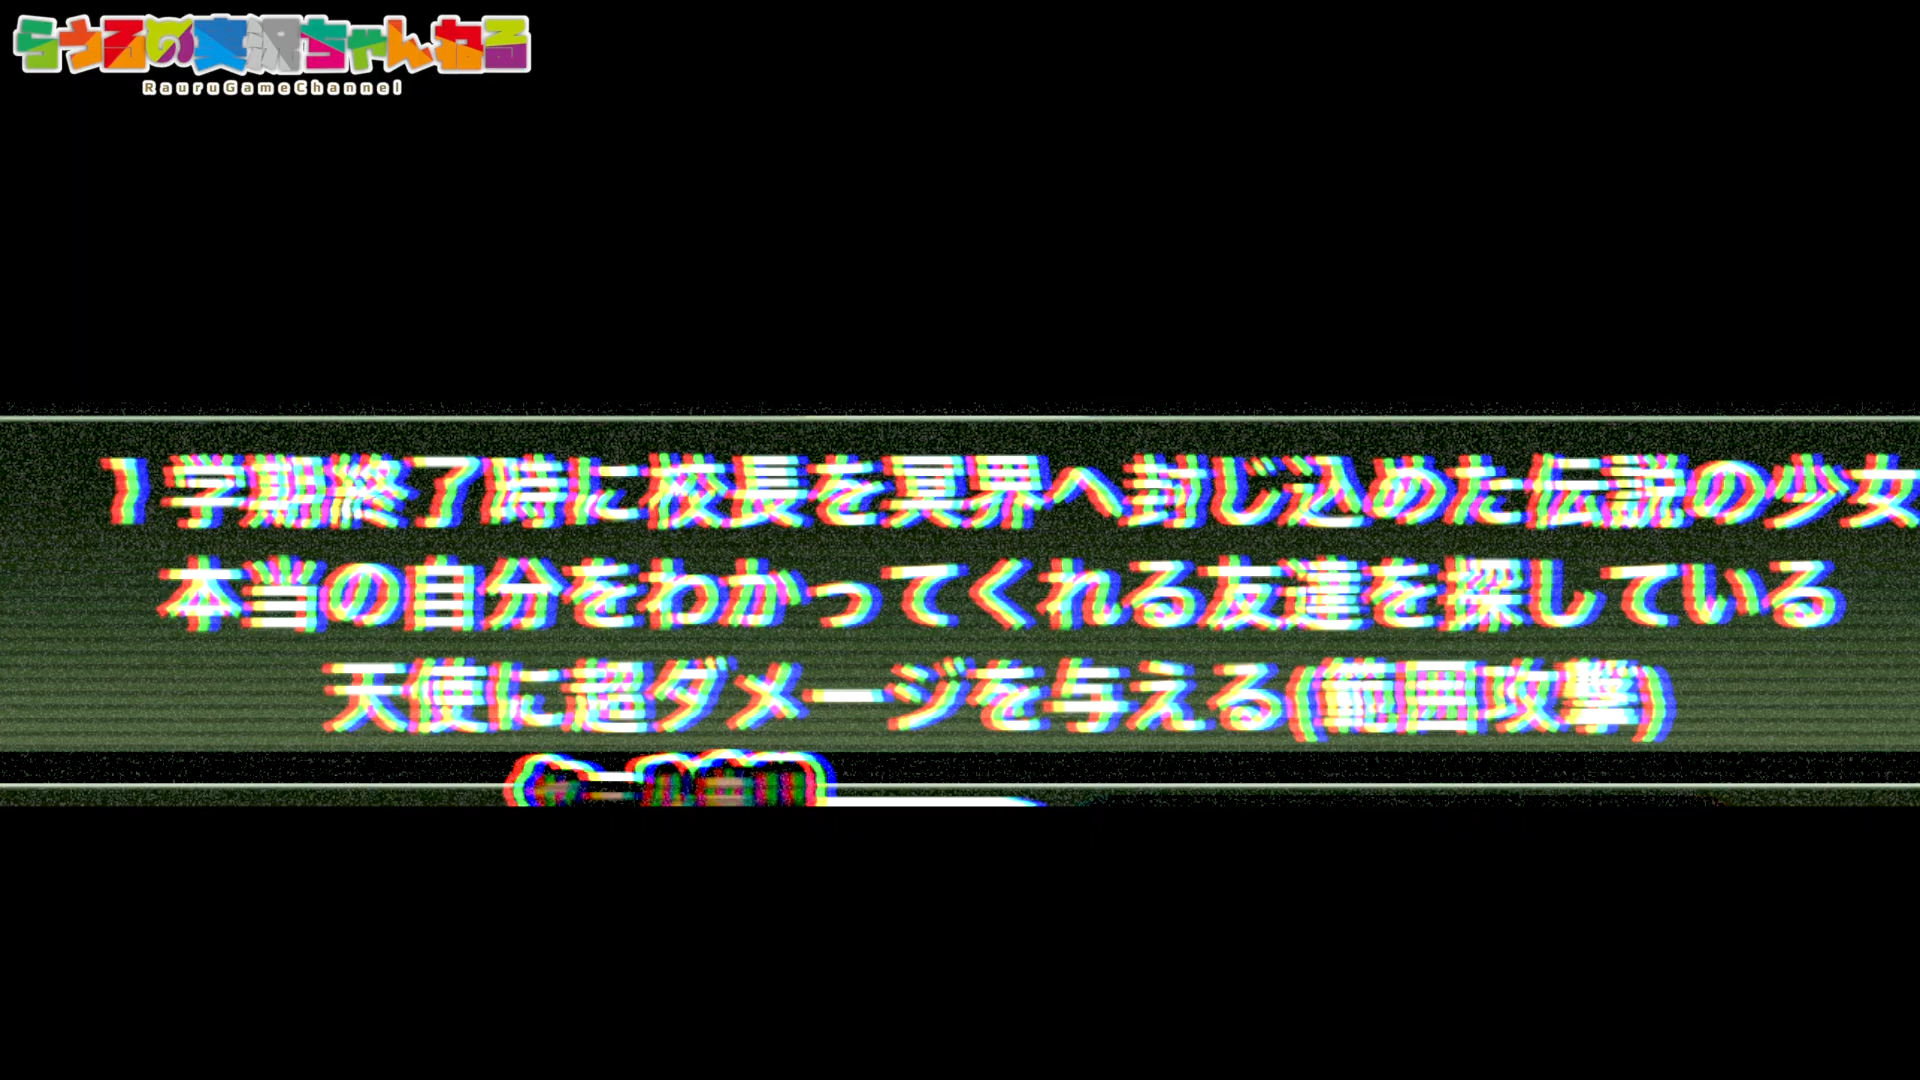 らうるの実況ちゃんねる
RauruGameChannel
1学期終了時に校長を冥界へ封じ込めた伝説の少女
本当の自分をわかってくれる友達を探している
天使に超ダメージを与える(範囲攻撃)